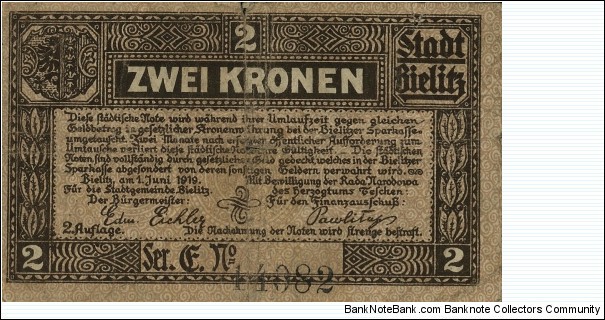 2
Stadt
Bielitz
ZWEI KRONEN
Diese städtische Note wird während ihrer Umlaufzeit gegen gleichen
Geldbetrag in gesetzlicher Kronenwährung bei der Bielitzer Sparkasse
umgetauscht. Zwei Monate nach erfolgter öffentlicher Aufforderung zum
Umtausche verliert diese städtische Note ihre Gültigkeit. Die städtischen
Noten sind vollständig durch gesetzliches Geld gedeckt, welches in der Bielitzer
Sparkasse abgesondert von deren sonstigen Geldern verwahrt wird.
Bielitz, am 1. Juni 1919.
Für die Stadtgemeinde Bielitz:
Der Bürgermeister:
Mit Bewilligung der Rada Narodowa
des Herzogtums Teschen:
Für den Finanzausschuß:
Edm. Eichler
2. Auflage.
Die Nachahmung der Noten wird strenge bestraft.
2
Ser. E. No
44082
2
BankNoteBank.com - Banknote Collectors Community